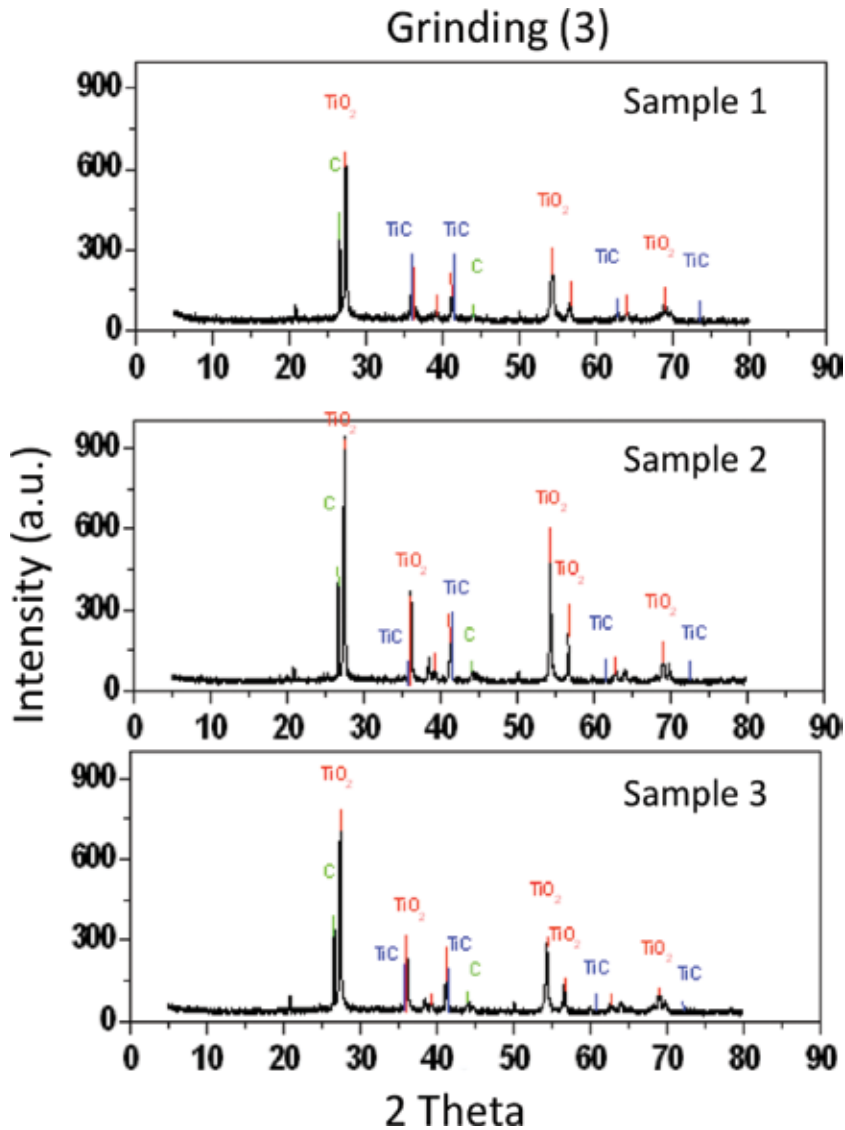 Grinding (3)
Intensity (a.u.)
Sample 1
900
600
300
0
TiO₂
C
TiC
TiC
C
TiO₂
TiC
TiO₂
TiC
0 10 20 30 40 50 60 70 80 90
Sample 2
900
600
300
0
TiO₂
C
TiC
TiO₂
TiC
C
TiO₂
TiO₂
TiC
TiO₂
TiC
0 10 20 30 40 50 60 70 80 90
Sample 3
900
600
300
0
TiO₂
C
TiC
TiO₂
TiC
C
TiO₂
TiO₂
TiC
TiO₂
TiC
0 10 20 30 40 50 60 70 80 90
2 Theta